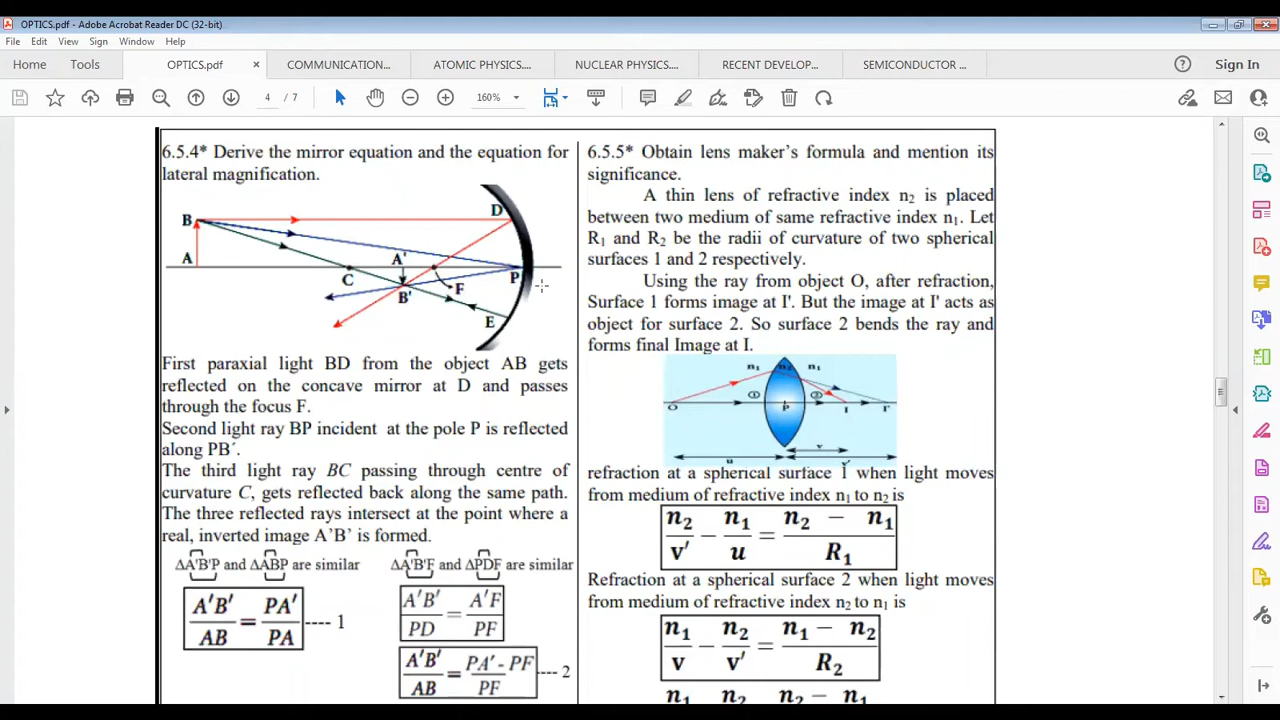 OPTICS.pdf - Adobe Acrobat Reader DC (32-bit)
File Edit View Sign Window Help
Home Tools OPTICS.pdf × COMMUNICATION... ATOMIC PHYSICS.... NUCLEAR PHYSICS.... RECENT DEVELOP... SEMICONDUCTOR ... Sign In
4 / 7 160%
6.5.4* Derive the mirror equation and the equation for
lateral magnification.
B D
A A' C P
B' F
E
First paraxial light BD from the object AB gets
reflected on the concave mirror at D and passes
through the focus F.
Second light ray BP incident at the pole P is reflected
along PB´.
The third light ray BC passing through centre of
curvature C, gets reflected back along the same path.
The three reflected rays intersect at the point where a
real, inverted image A’B’ is formed.
ΔA'B'P and ΔABP are similar
A'B'/AB = PA'/PA ---- 1
ΔA'B'F and ΔPDF are similar
A'B'/PD = A'F/PF
A'B'/AB = PA' - PF/PF ---- 2
6.5.5* Obtain lens maker’s formula and mention its
significance.
A thin lens of refractive index n₂ is placed
between two medium of same refractive index n₁. Let
R₁ and R₂ be the radii of curvature of two spherical
surfaces 1 and 2 respectively.
Using the ray from object O, after refraction,
Surface 1 forms image at I'. But the image at I' acts as
object for surface 2. So surface 2 bends the ray and
forms final Image at I.
n₁ n₂ n₁
① ②
O P I I'
u v v'
refraction at a spherical surface 1 when light moves
from medium of refractive index n₁ to n₂ is
n₂/v' − n₁/u = n₂ − n₁/R₁
Refraction at a spherical surface 2 when light moves
from medium of refractive index n₂ to n₁ is
n₁/v − n₂/v' = n₁ − n₂/R₂
n₁ n₂ n₂ − n₁